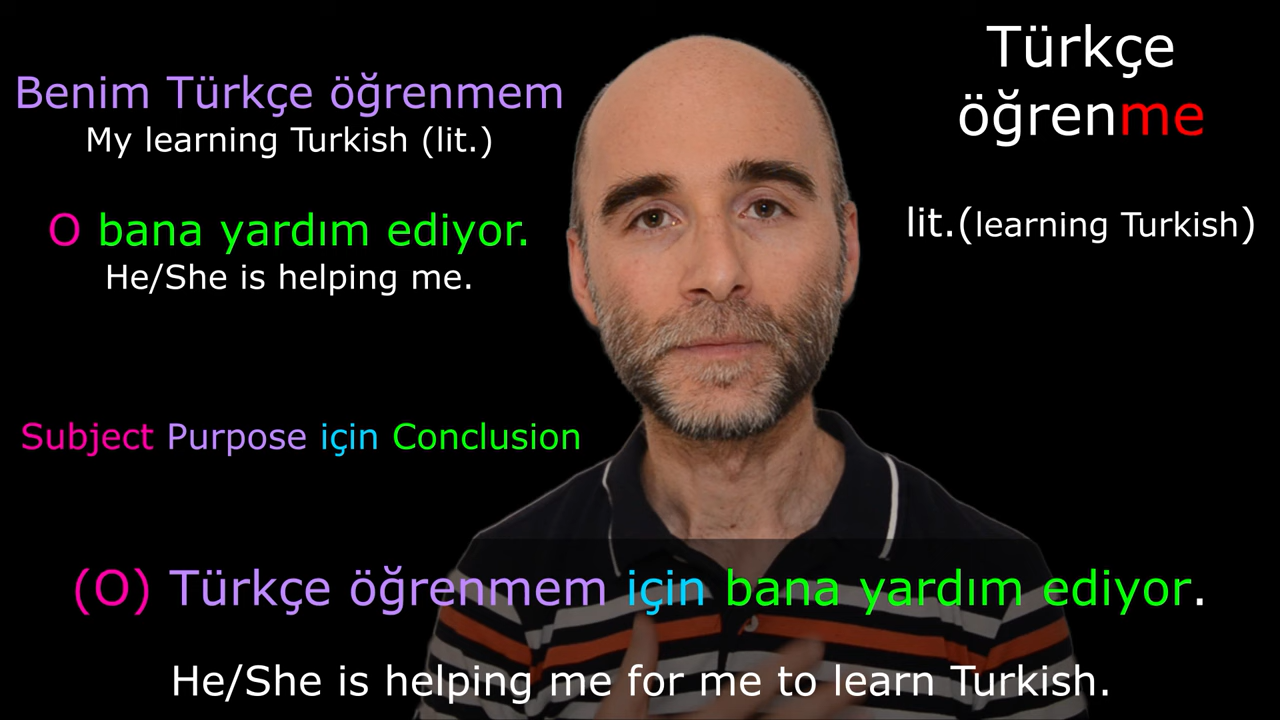 Benim Türkçe öğrenmem
My learning Turkish (lit.)
O bana yardım ediyor.
He/She is helping me.
Subject Purpose için Conclusion
Türkçe
öğrenme
lit.(learning Turkish)
(O) Türkçe öğrenmem için bana yardım ediyor.
He/She is helping me for me to learn Turkish.